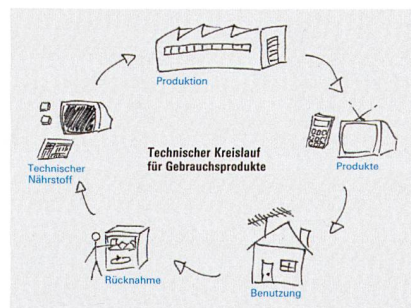 Produktion
Technischer Kreislauf
für Gebrauchsprodukte
Produkte
Benutzung
Rücknahme
Technischer
Nährstoff